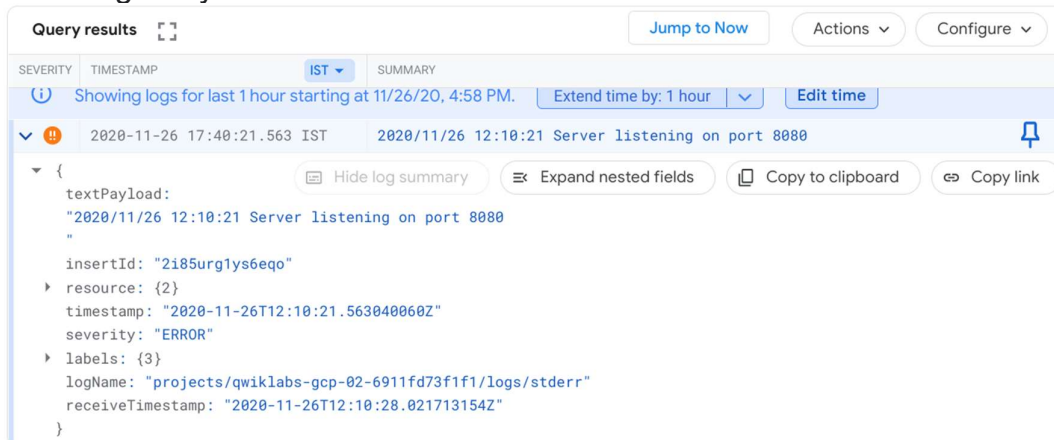 Query results
Jump to Now
Actions
Configure
SEVERITY TIMESTAMP IST SUMMARY
Showing logs for last 1 hour starting at 11/26/20, 4:58 PM. Extend time by: 1 hour Edit time
2020-11-26 17:40:21.563 IST 2020/11/26 12:10:21 Server listening on port 8080
{
Hide log summary Expand nested fields Copy to clipboard Copy link
textPayload:
"2020/11/26 12:10:21 Server listening on port 8080
"
insertId: "2i85urg1ys6eqo"
resource: {2}
timestamp: "2020-11-26T12:10:21.563040060Z"
severity: "ERROR"
labels: {3}
logName: "projects/qwiklabs-gcp-02-6911fd73f1f1/logs/stderr"
receiveTimestamp: "2020-11-26T12:10:28.021713154Z"
}